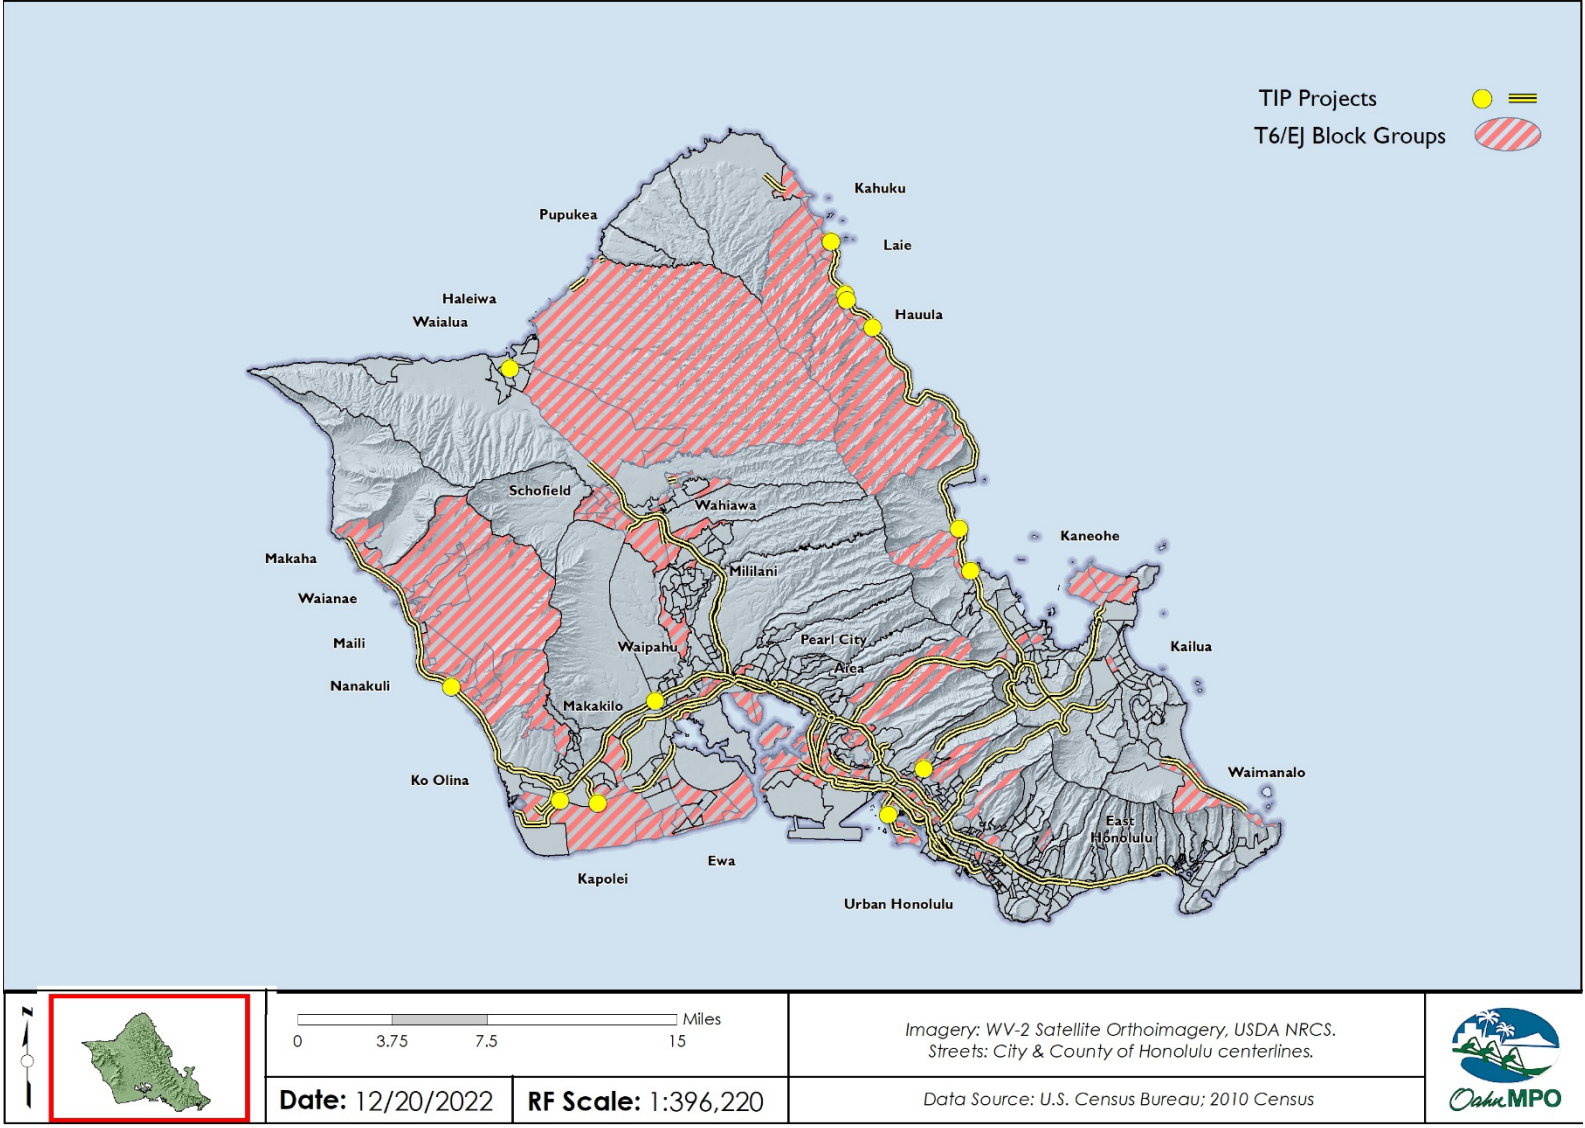 TIP Projects
T6/EJ Block Groups
Kahuku
Pupukea
Laie
Haleiwa
Hauula
Waialua
Schofield
Wahiawa
Kaneohe
Makaha
Mililani
Waianae
Pearl City
Maili
Waipahu
Kailua
Aiea
Nanakuli
Makakilo
Ko Olina
Waimanalo
East
Honolulu
Ewa
Kapolei
Urban Honolulu
N
Miles
0 3.75 7.5 15
Date: 12/20/2022
RF Scale: 1:396,220
Imagery: WV-2 Satellite Orthoimagery, USDA NRCS.
Streets: City & County of Honolulu centerlines.
Data Source: U.S. Census Bureau; 2010 Census
OahuMPO